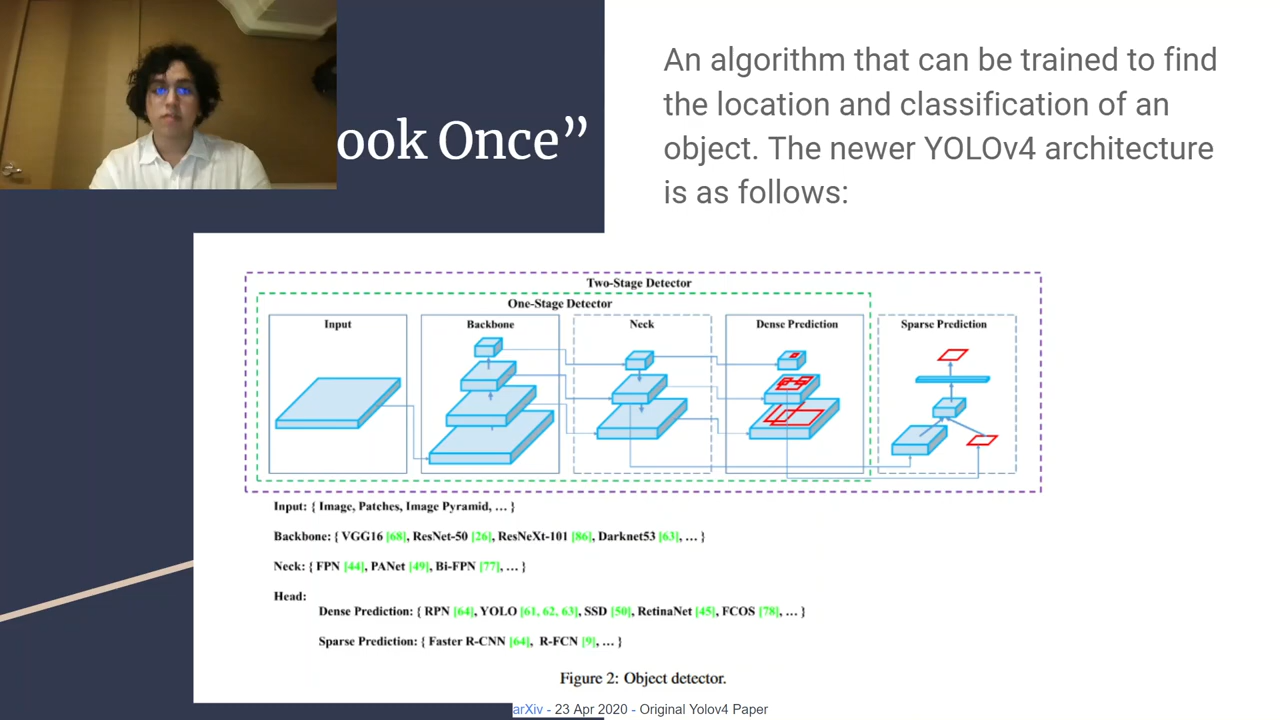 ook Once”
An algorithm that can be trained to find
the location and classification of an
object. The newer YOLOv4 architecture
is as follows:
Two-Stage Detector
One-Stage Detector
Input
Backbone
Neck
Dense Prediction
Sparse Prediction
Input: { Image, Patches, Image Pyramid, … }
Backbone: { VGG16 [68], ResNet-50 [26], ResNeXt-101 [86], Darknet53 [63], … }
Neck: { FPN [44], PANet [49], Bi-FPN [77], … }
Head:
Dense Prediction: { RPN [64], YOLO [61, 62, 63], SSD [50], RetinaNet [45], FCOS [78], … }
Sparse Prediction: { Faster R-CNN [64], R-FCN [9], … }
Figure 2: Object detector.
arXiv - 23 Apr 2020 - Original Yolov4 Paper